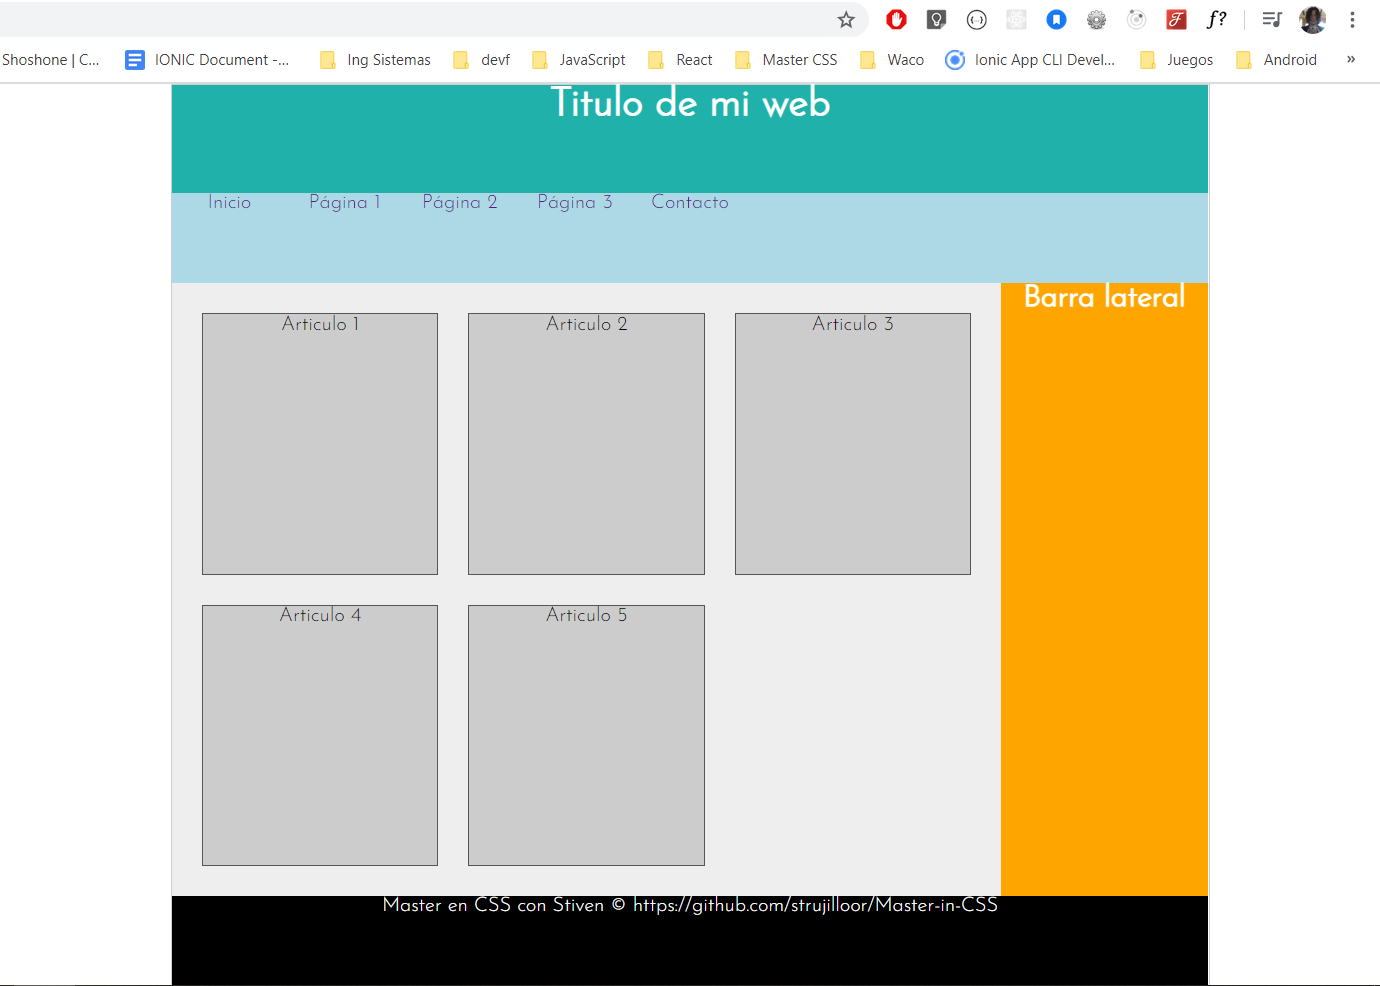 Shoshone | C... IONIC Document -... Ing Sistemas devf JavaScript React Master CSS Waco Ionic App CLI Devel... Juegos Android »
Titulo de mi web
Inicio Página 1 Página 2 Página 3 Contacto
Barra lateral
Articulo 1 Articulo 2 Articulo 3
Articulo 4 Articulo 5
Master en CSS con Stiven © https://github.com/strujilloor/Master-in-CSS